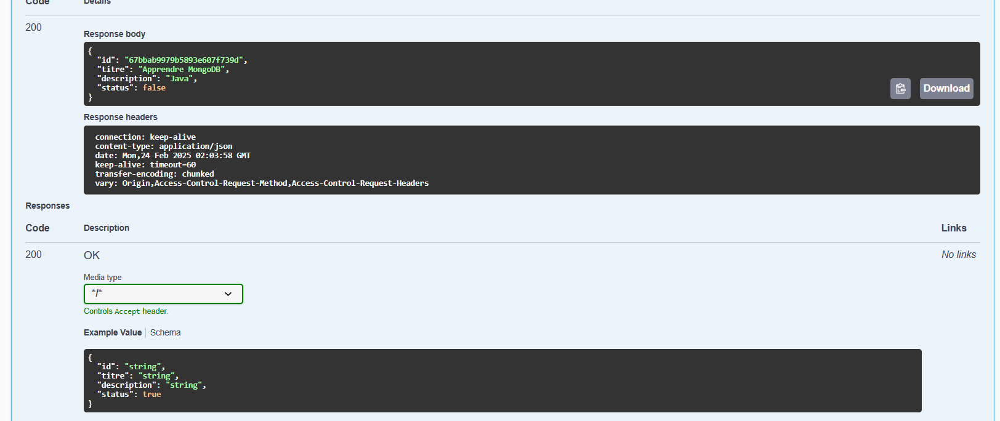 Code Details
200
Response body
{
  "id": "67bbab9979b5893e607f739d",
  "titre": "Apprendre MongoDB",
  "description": "Java",
  "status": false
}
Download
Response headers
connection: keep-alive
content-type: application/json
date: Mon,24 Feb 2025 02:03:58 GMT
keep-alive: timeout=60
transfer-encoding: chunked
vary: Origin,Access-Control-Request-Method,Access-Control-Request-Headers
Responses
Code Description Links
200 OK No links
Media type
*/*
Controls Accept header.
Example Value Schema
{
  "id": "string",
  "titre": "string",
  "description": "string",
  "status": true
}